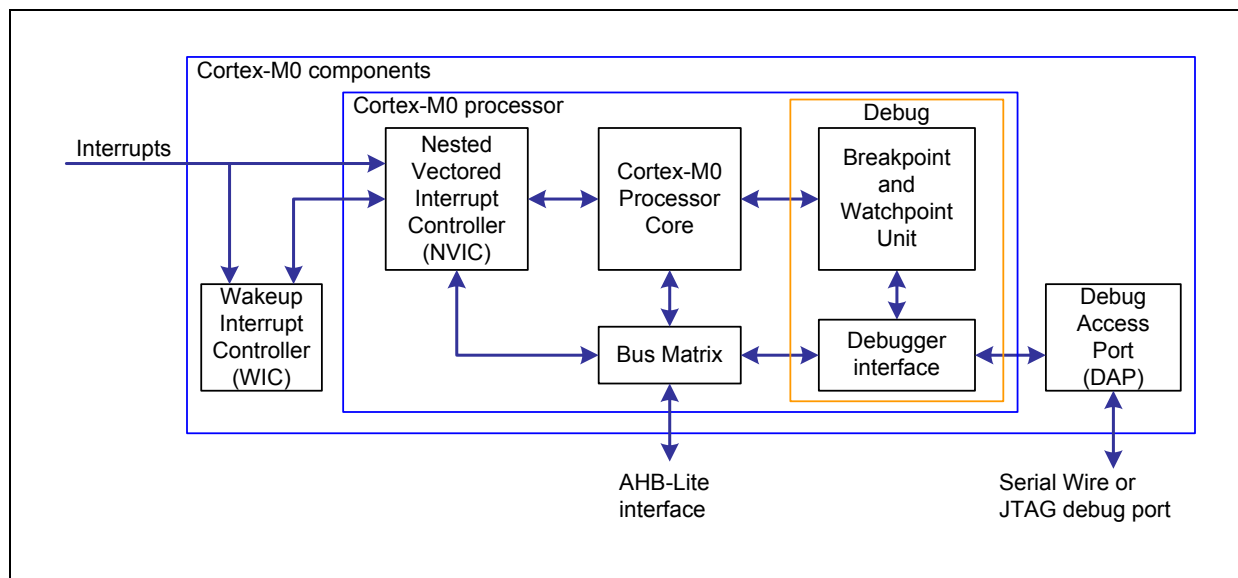 Cortex-M0 components
Cortex-M0 processor
Debug
Interrupts
Nested
Vectored
Interrupt
Controller
(NVIC)
Cortex-M0
Processor
Core
Breakpoint
and
Watchpoint
Unit
Wakeup
Interrupt
Controller
(WIC)
Bus Matrix
Debugger
interface
Debug
Access
Port
(DAP)
AHB-Lite
interface
Serial Wire or
JTAG debug port